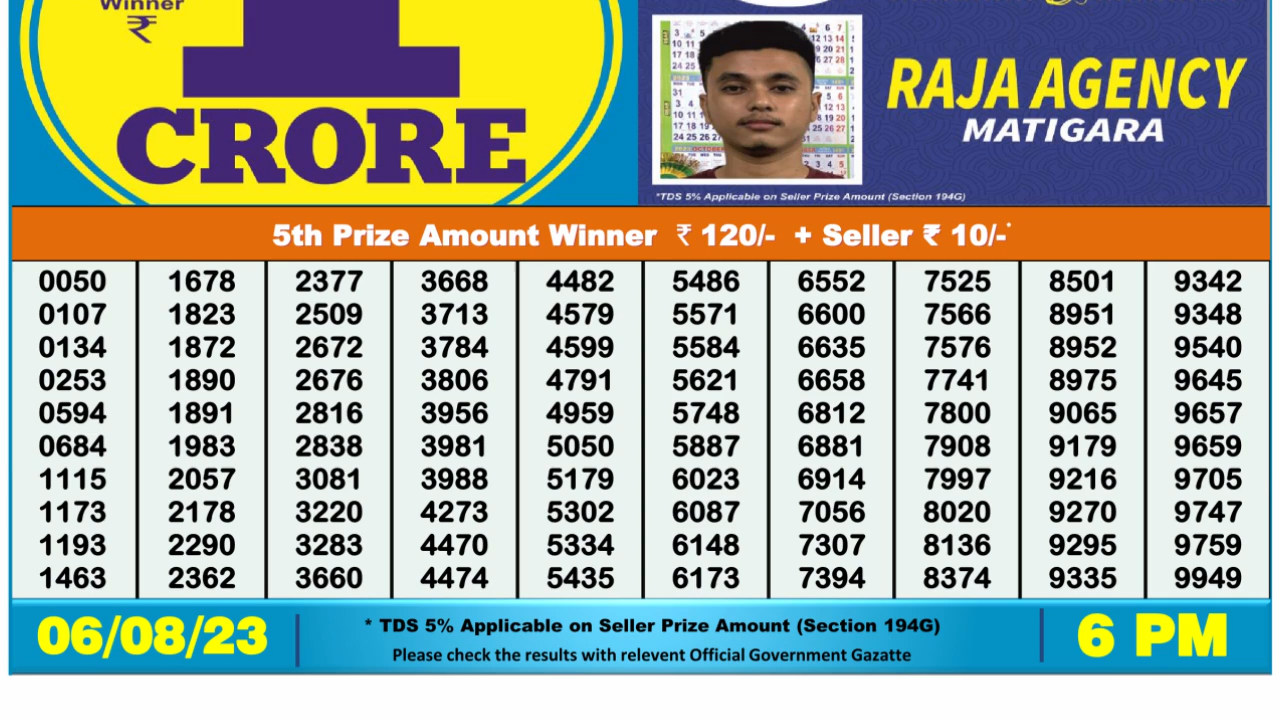 Winner
₹
1
CRORE
RAJA AGENCY
MATIGARA
*TDS 5% Applicable on Seller Prize Amount (Section 194G)
5th Prize Amount Winner ₹ 120/- + Seller ₹ 10/-*
0050 1678 2377 3668 4482 5486 6552 7525 8501 9342
0107 1823 2509 3713 4579 5571 6600 7566 8951 9348
0134 1872 2672 3784 4599 5584 6635 7576 8952 9540
0253 1890 2676 3806 4791 5621 6658 7741 8975 9645
0594 1891 2816 3956 4959 5748 6812 7800 9065 9657
0684 1983 2838 3981 5050 5887 6881 7908 9179 9659
1115 2057 3081 3988 5179 6023 6914 7997 9216 9705
1173 2178 3220 4273 5302 6087 7056 8020 9270 9747
1193 2290 3283 4470 5334 6148 7307 8136 9295 9759
1463 2362 3660 4474 5435 6173 7394 8374 9335 9949
06/08/23
* TDS 5% Applicable on Seller Prize Amount (Section 194G)
Please check the results with relevent Official Government Gazatte
6 PM